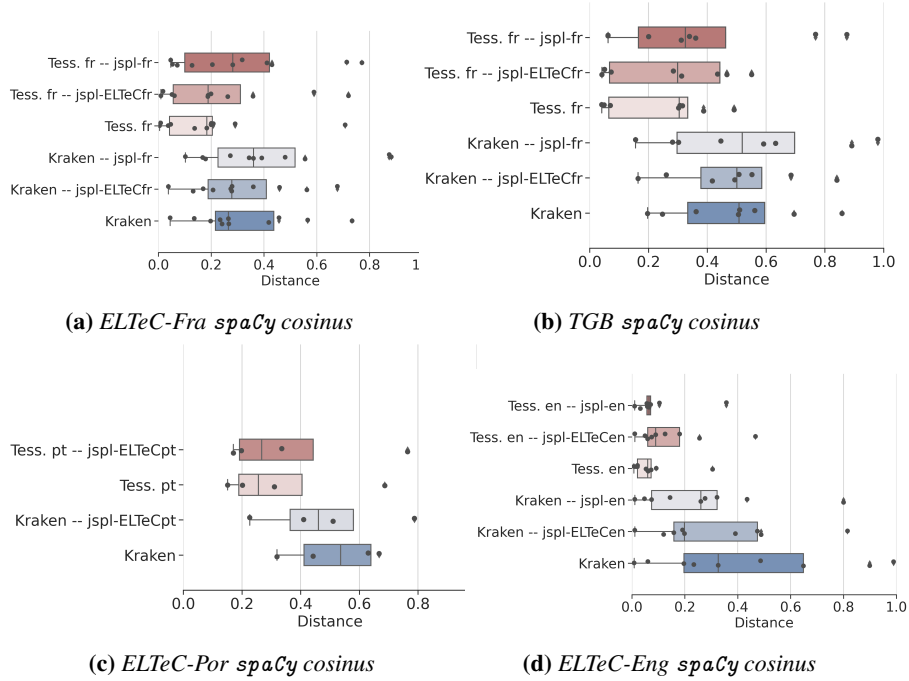 Tess. fr -- jspl-fr
Tess. fr -- jspl-ELTeCfr
Tess. fr
Kraken -- jspl-fr
Kraken -- jspl-ELTeCfr
Kraken
0.0 0.2 0.4 0.6 0.8 1.0
Distance
(a) ELTeC-Fra spaCy cosinus
Tess. fr -- jspl-fr
Tess. fr -- jspl-ELTeCfr
Tess. fr
Kraken -- jspl-fr
Kraken -- jspl-ELTeCfr
Kraken
0.0 0.2 0.4 0.6 0.8 1.0
Distance
(b) TGB spaCy cosinus
Tess. pt -- jspl-ELTeCpt
Tess. pt
Kraken -- jspl-ELTeCpt
Kraken
0.0 0.2 0.4 0.6 0.8
Distance
(c) ELTeC-Por spaCy cosinus
Tess. en -- jspl-en
Tess. en -- jspl-ELTeCen
Tess. en
Kraken -- jspl-en
Kraken -- jspl-ELTeCen
Kraken
0.0 0.2 0.4 0.6 0.8 1.0
Distance
(d) ELTeC-Eng spaCy cosinus